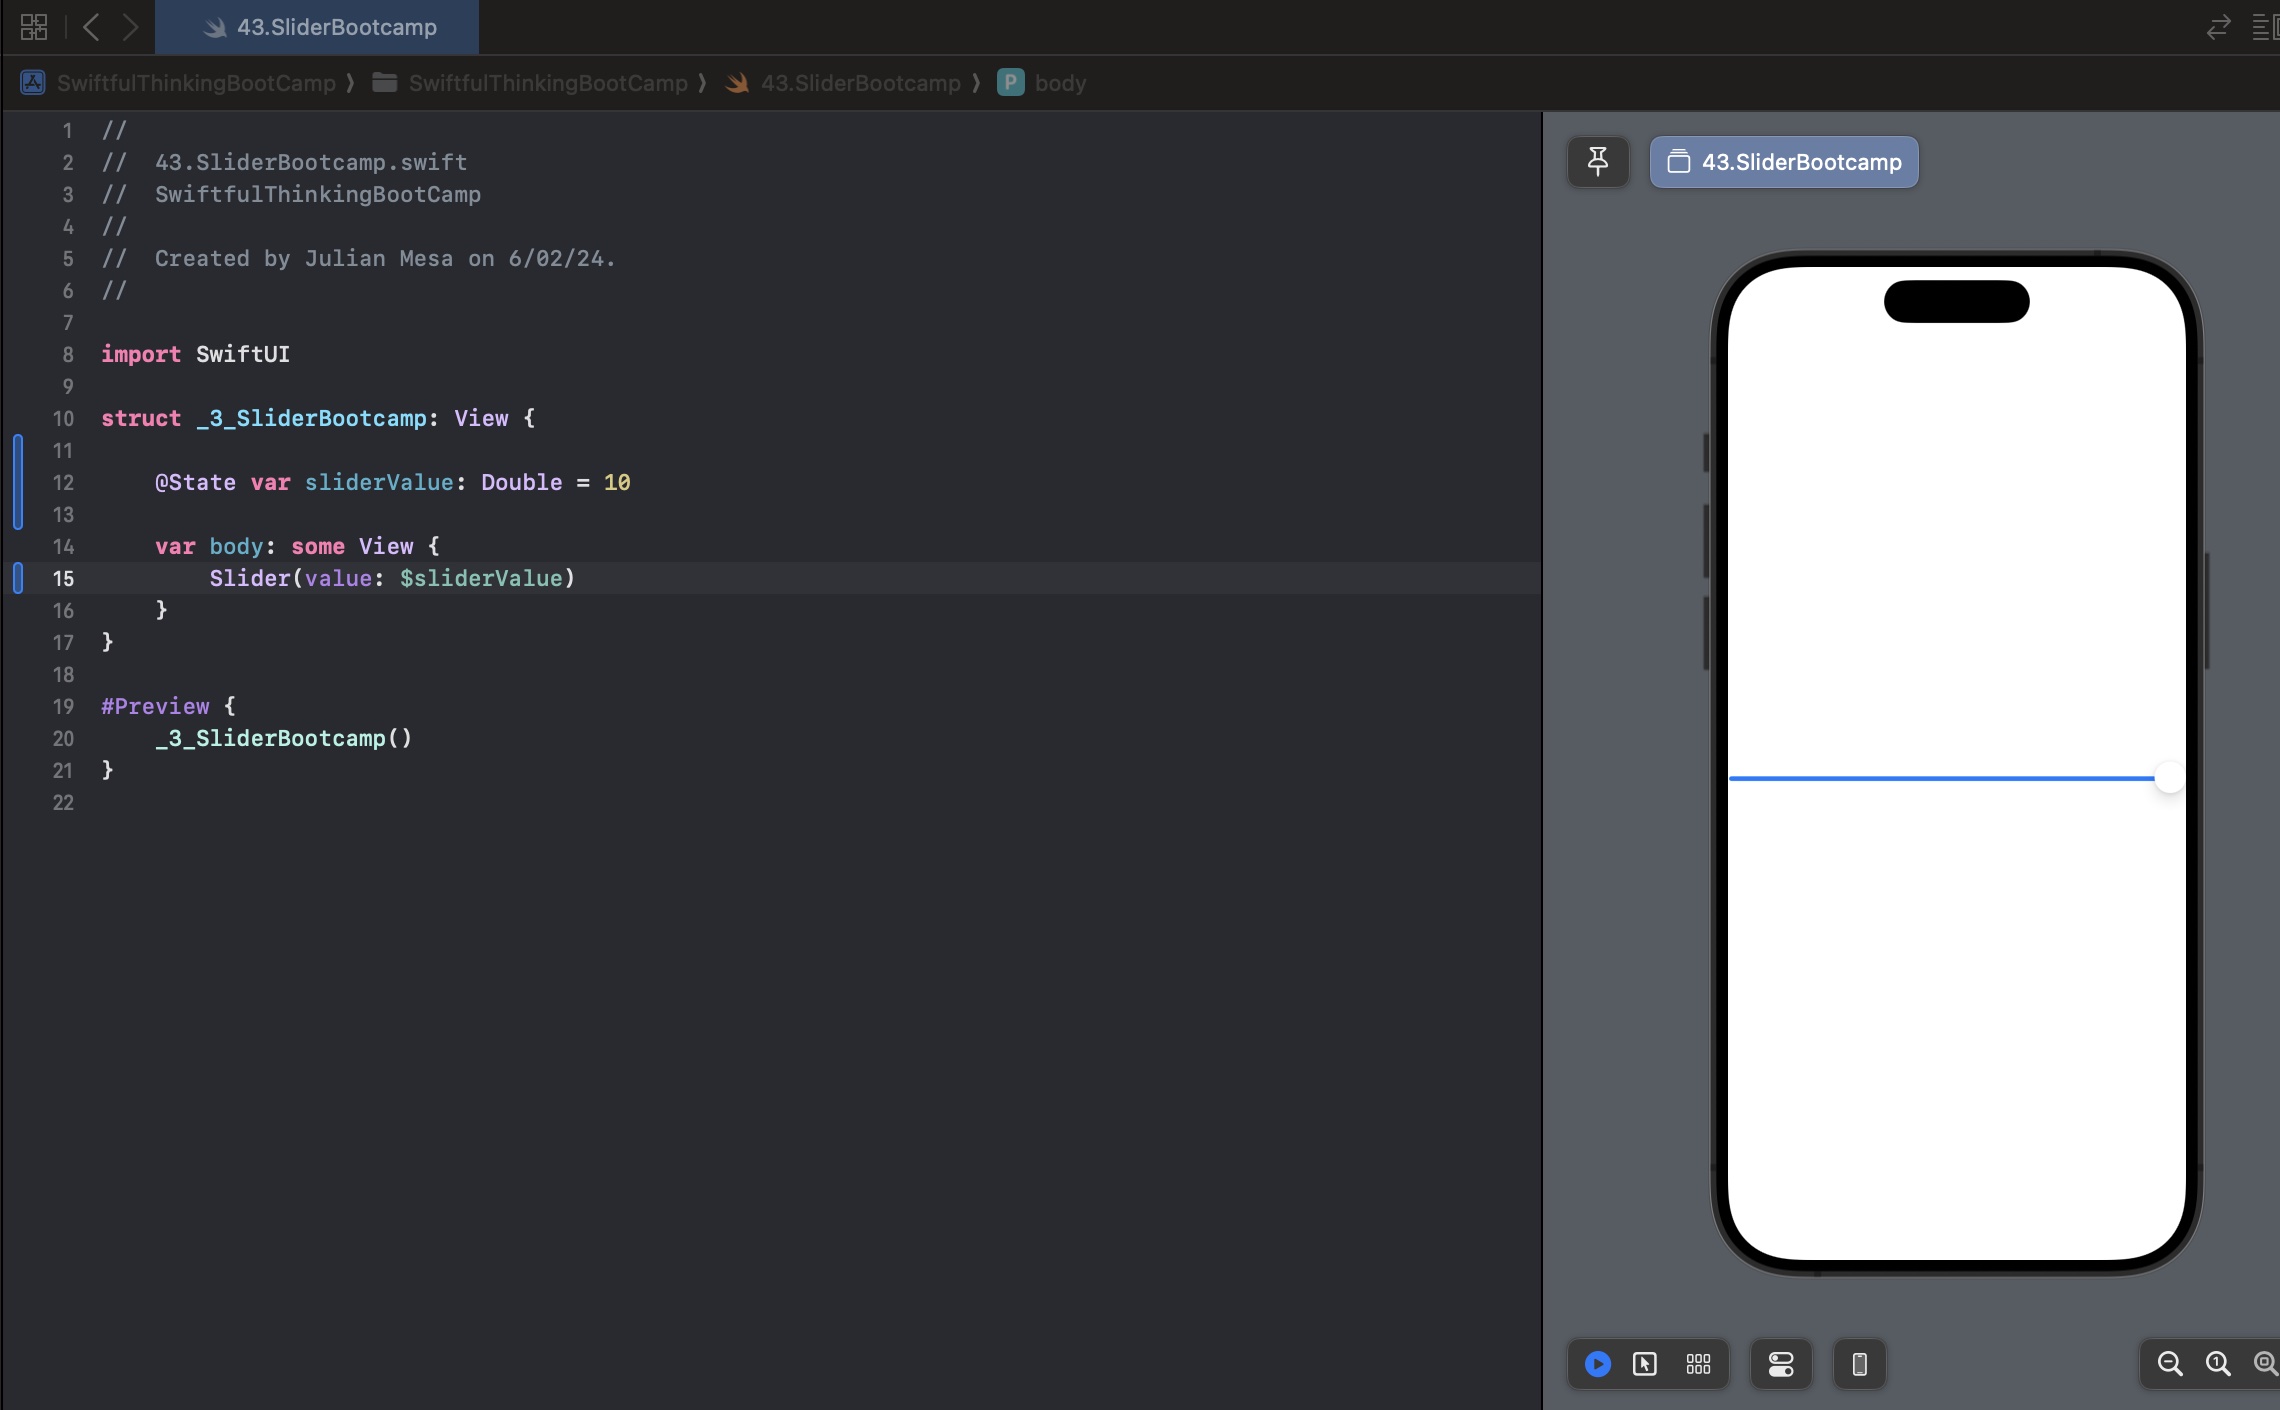 43.SliderBootcamp
SwiftfulThinkingBootCamp ⟩ SwiftfulThinkingBootCamp ⟩ 43.SliderBootcamp ⟩ P body
1 //
2 //  43.SliderBootcamp.swift
3 //  SwiftfulThinkingBootCamp
4 //
5 //  Created by Julian Mesa on 6/02/24.
6 //
7
8 import SwiftUI
9
10 struct _3_SliderBootcamp: View {
11
12     @State var sliderValue: Double = 10
13
14     var body: some View {
15         Slider(value: $sliderValue)
16     }
17 }
18
19 #Preview {
20     _3_SliderBootcamp()
21 }
22
43.SliderBootcamp